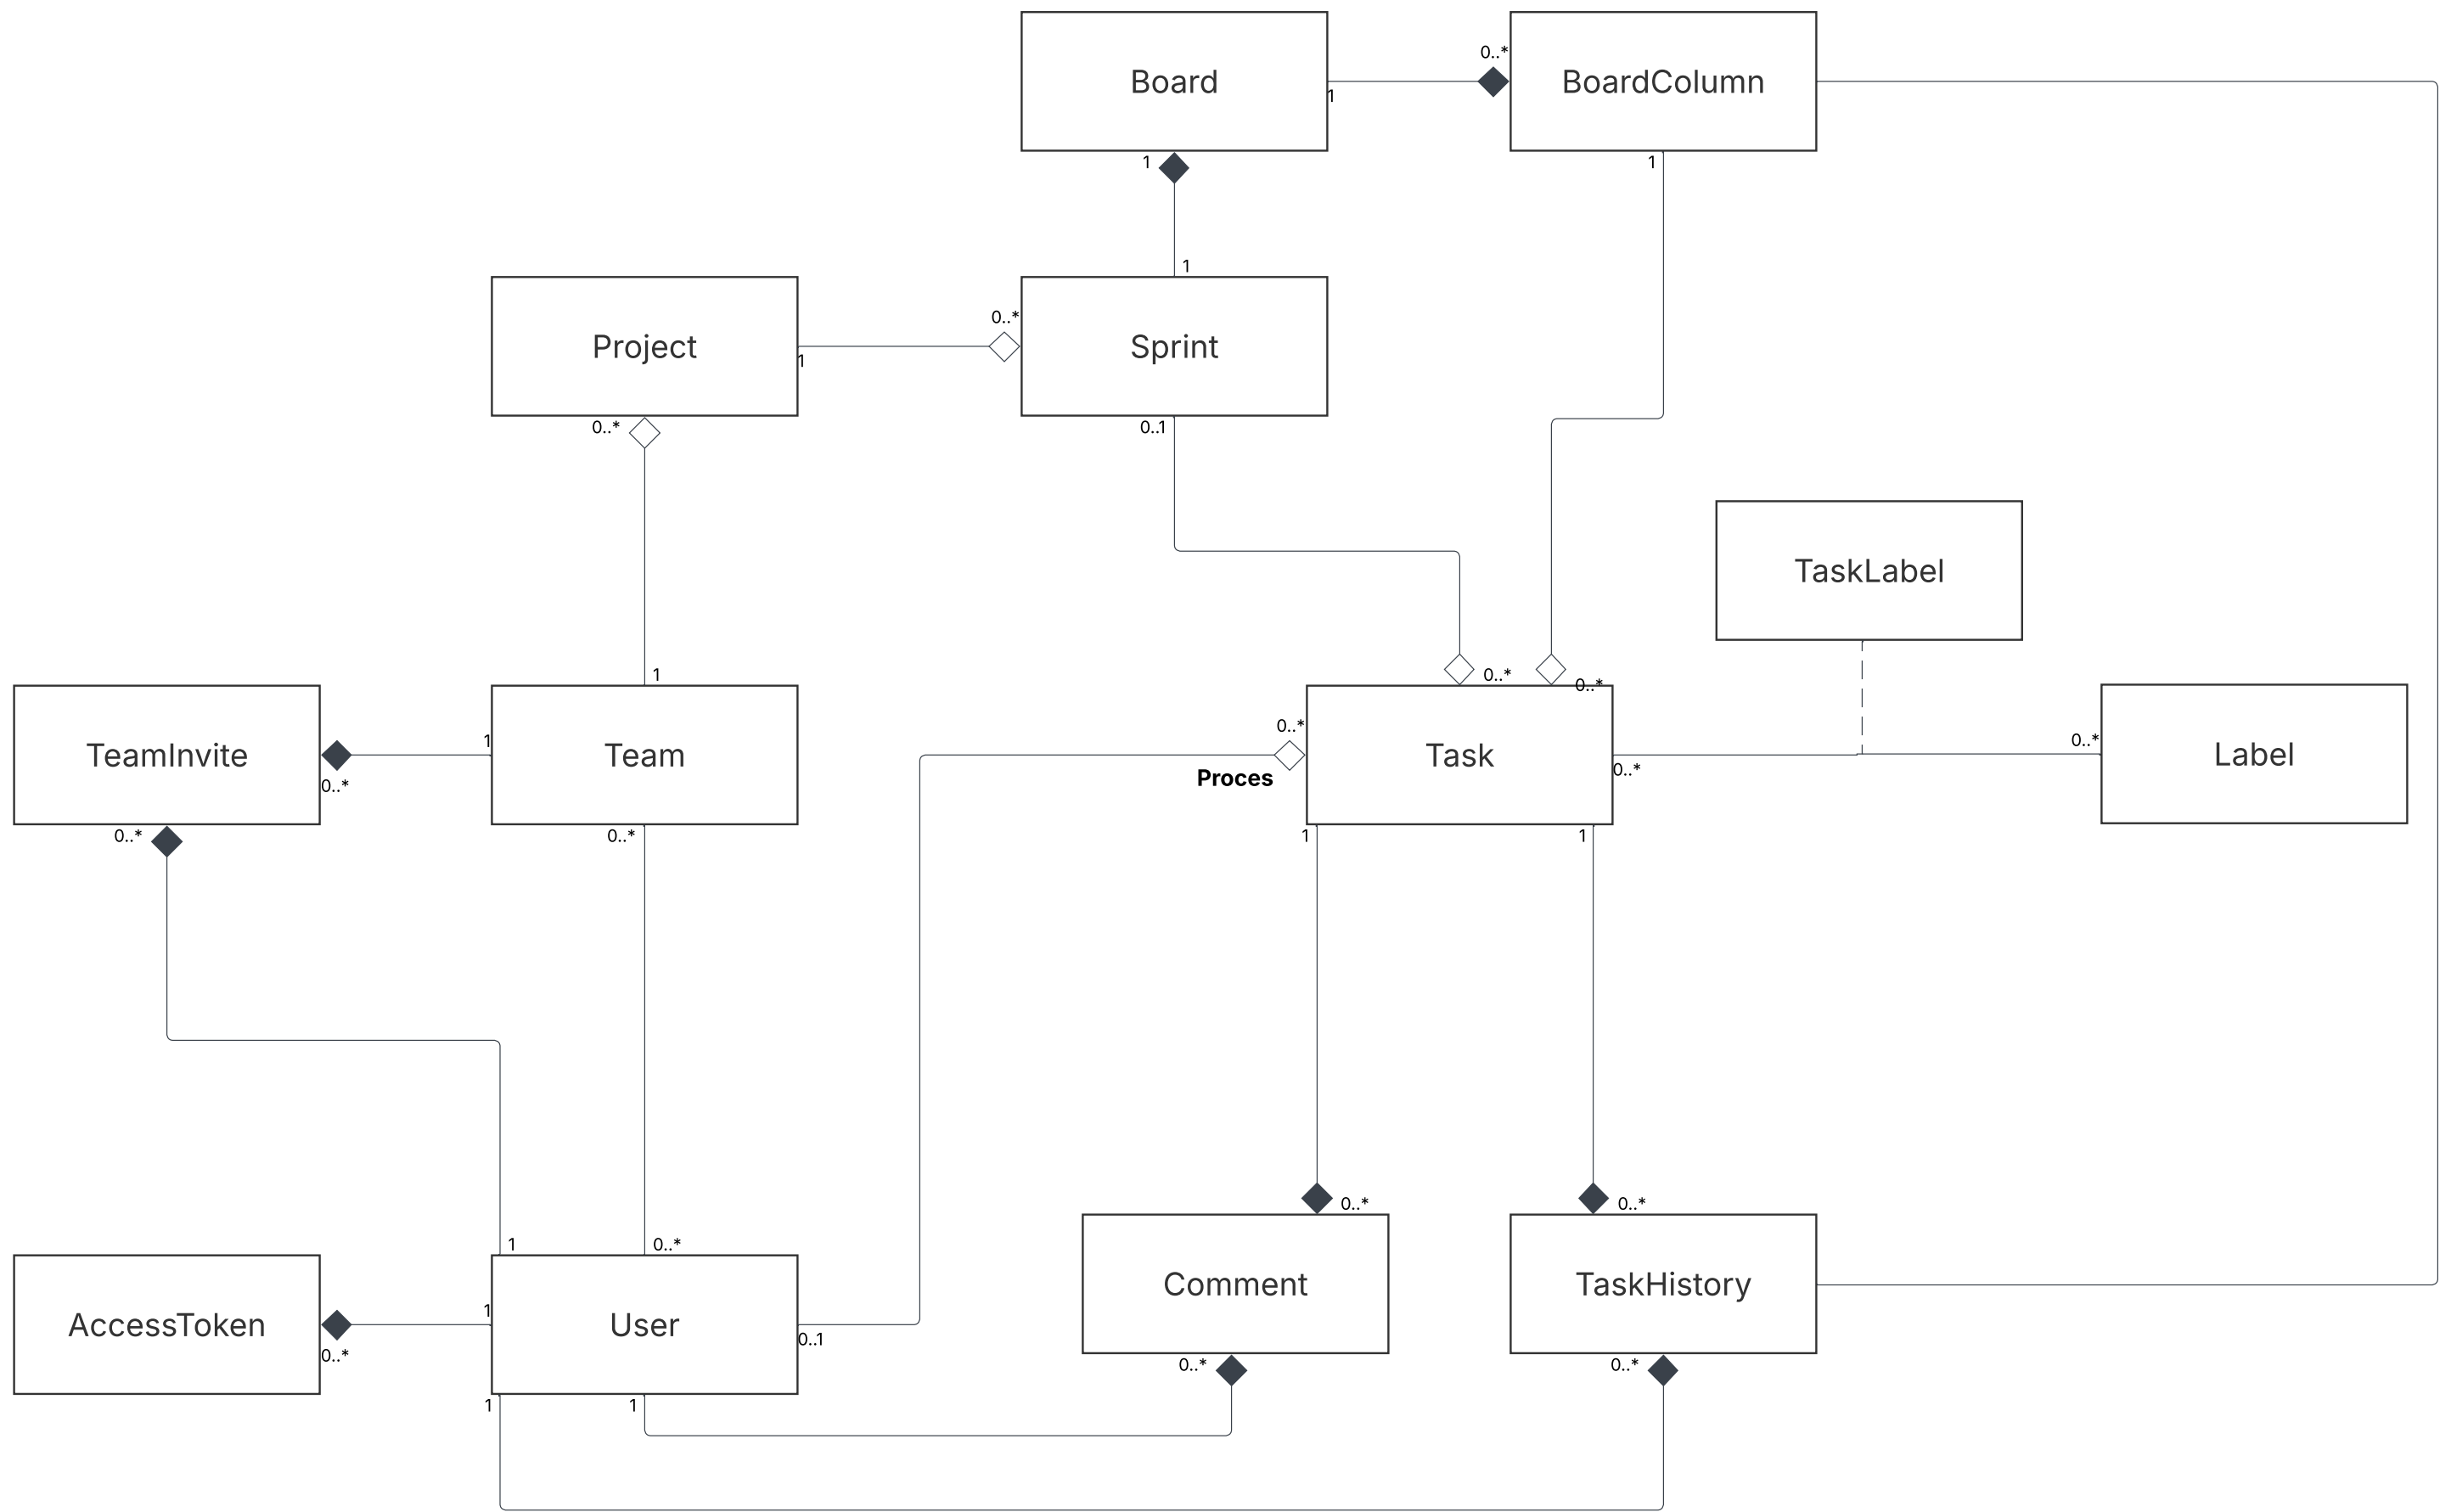 Board
BoardColumn
0..*
1
1
1
1
Project
Sprint
0..*
1
0..*
0..1
TaskLabel
1
0..*
0..*
TeamInvite
Team
Task
Label
1
0..*
0..*
0..*
0..*
Proces
0..*
0..*
1
1
1
0..*
0..*
0..*
AccessToken
User
Comment
TaskHistory
1
0..*
0..1
0..*
0..*
1
1